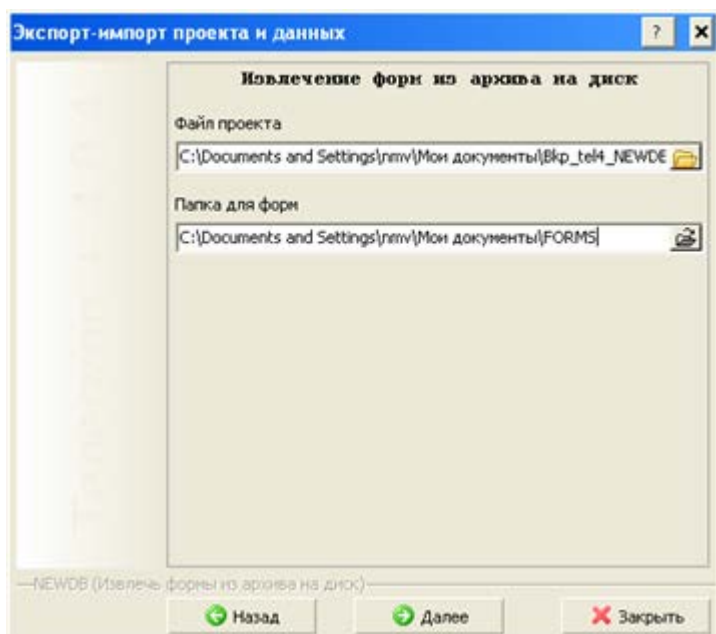 Экспорт-импорт проекта и данных
Извлечение форм из архива на диск
Файл проекта
C:\Documents and Settings\nmv\Мои документы\Bkp_tel4_NEWDE
Папка для форм
C:\Documents and Settings\nmv\Мои документы\FORMS
NEWDB (Извлечь формы из архива на диск)
Назад
Далее
Закрыть